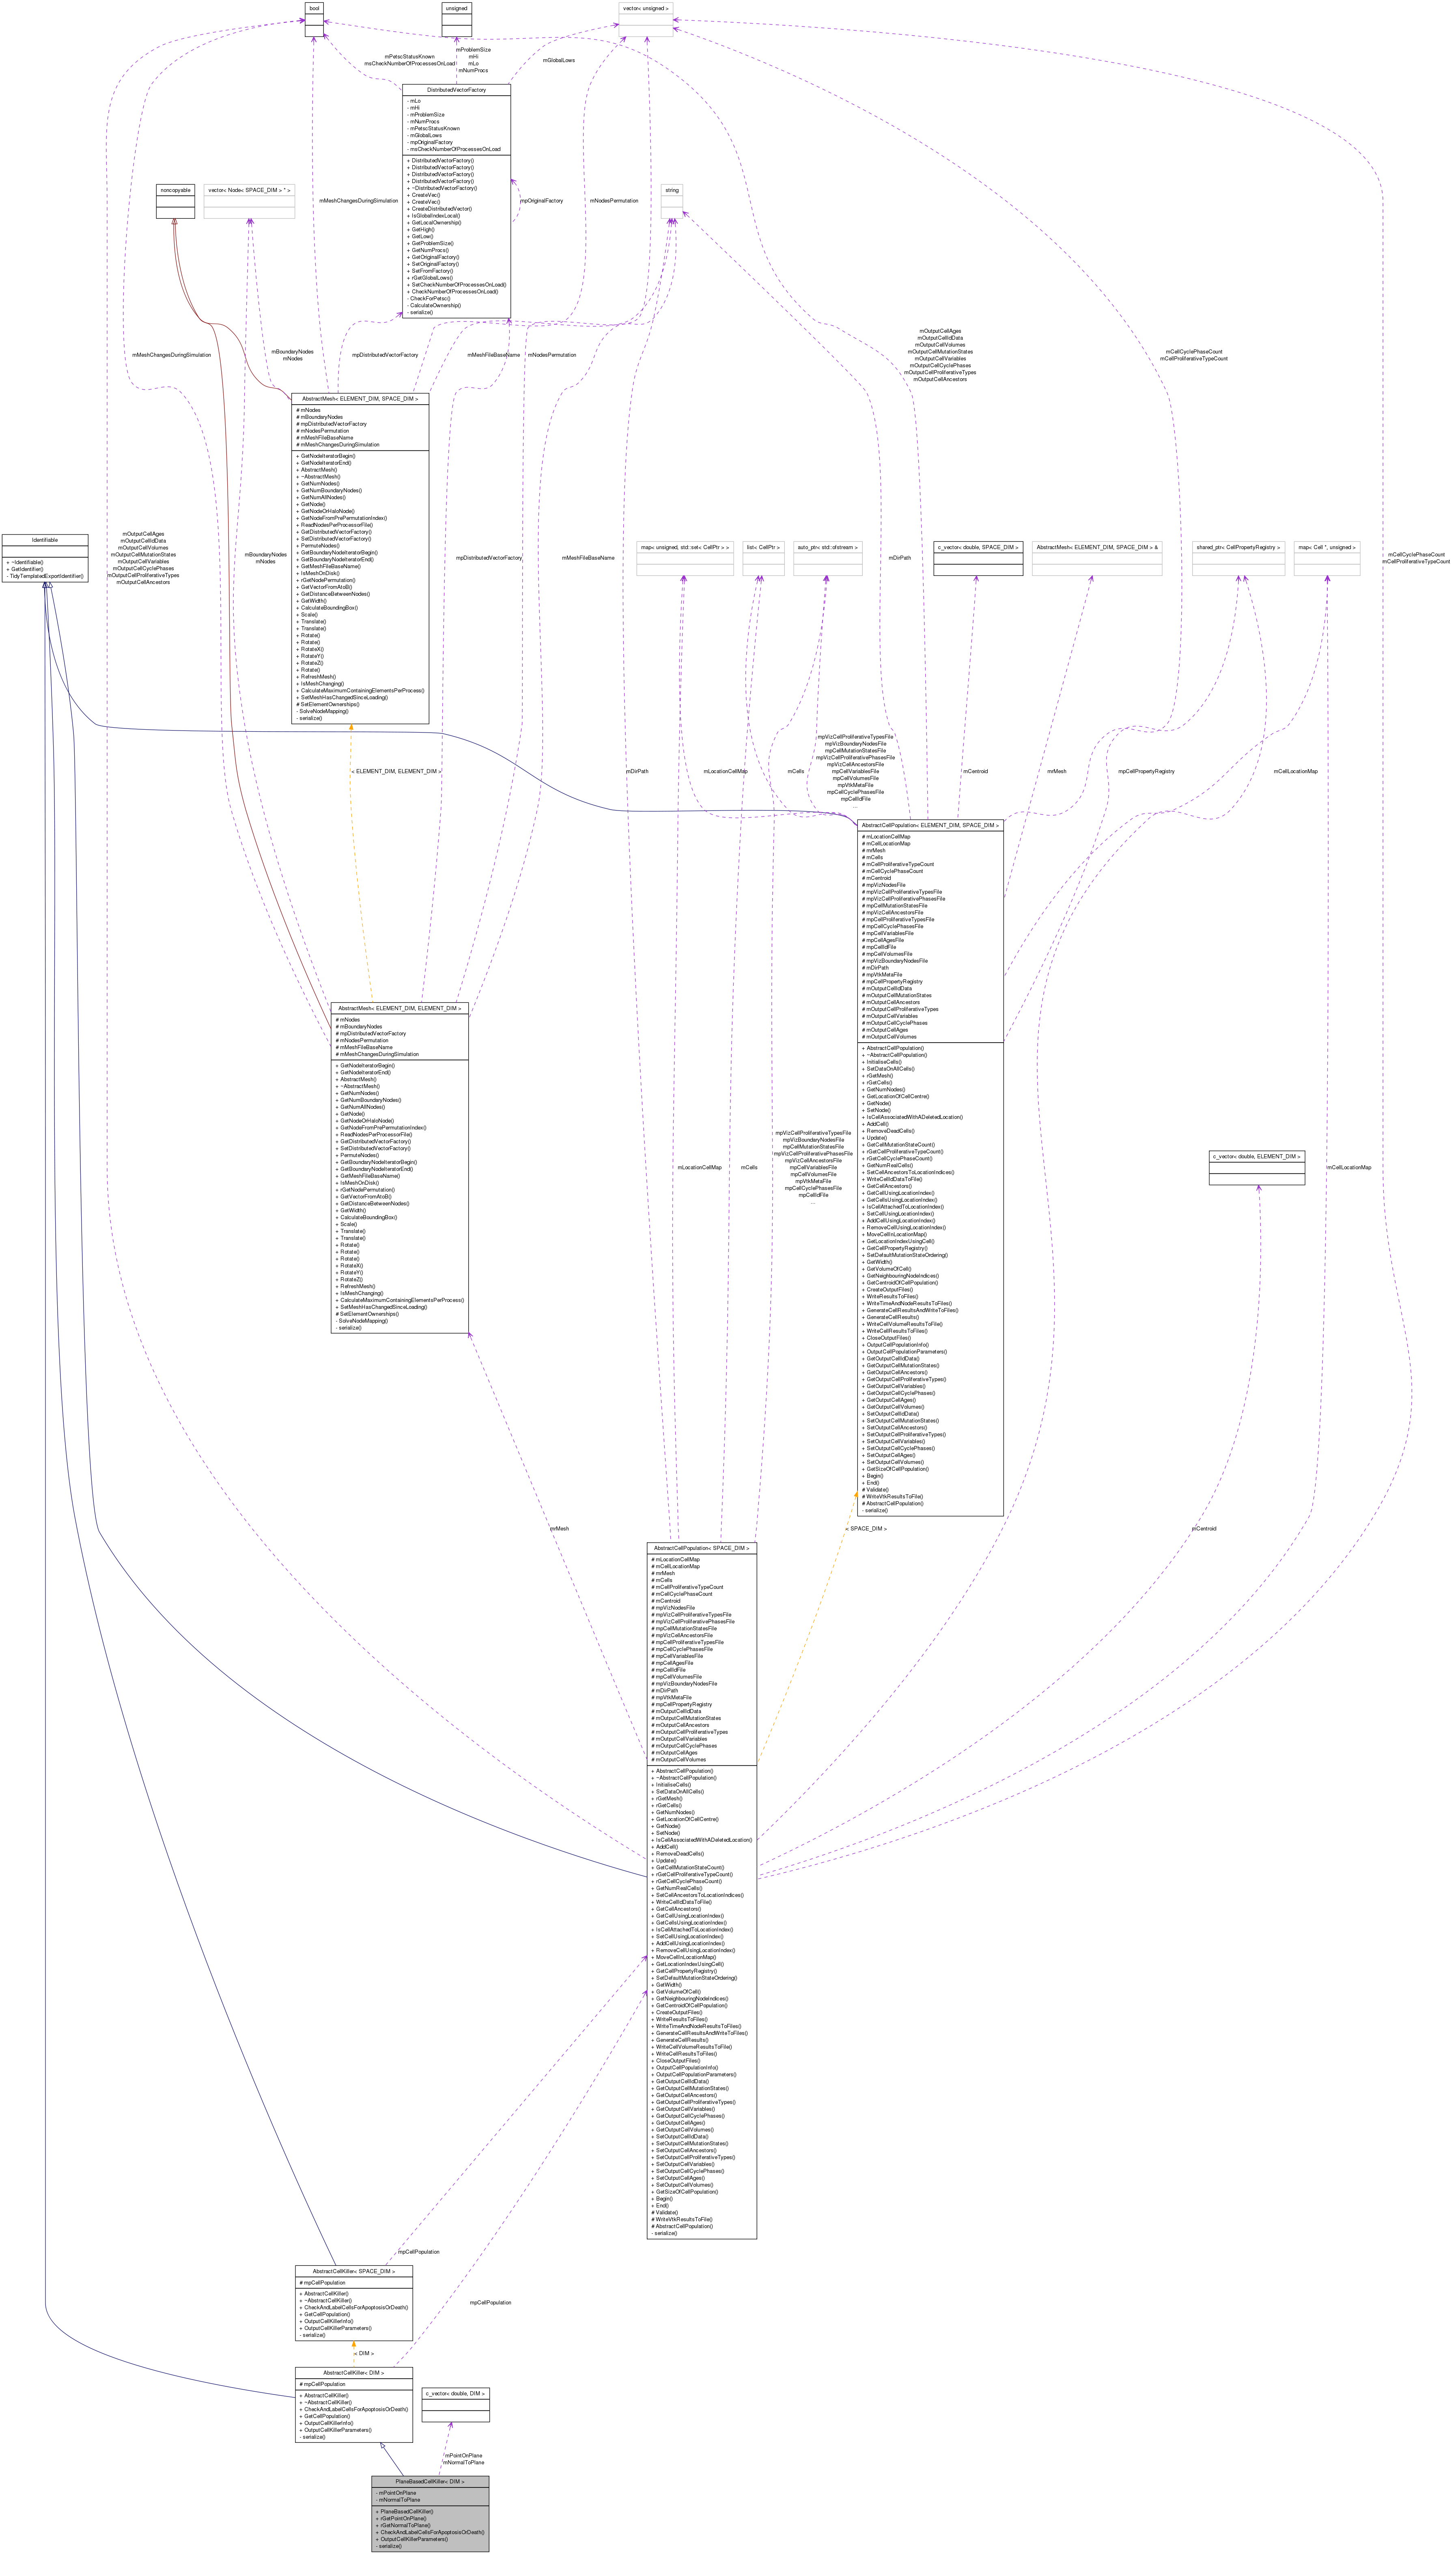 bool
unsigned
vector< unsigned >
mPetscStatusKnown
msCheckNumberOfProcessesOnLoad
mProblemSize
mHi
mLo
mNumProcs
mGlobalLows
DistributedVectorFactory
- mLo
- mHi
- mProblemSize
- mNumProcs
- mPetscStatusKnown
- mGlobalLows
- mpOriginalFactory
- msCheckNumberOfProcessesOnLoad
+ DistributedVectorFactory()
+ DistributedVectorFactory()
+ DistributedVectorFactory()
+ DistributedVectorFactory()
+ ~DistributedVectorFactory()
+ CreateVec()
+ CreateVec()
+ CreateDistributedVector()
+ IsGlobalIndexLocal()
+ GetLocalOwnership()
+ GetHigh()
+ GetLow()
+ GetProblemSize()
+ GetNumProcs()
+ GetOriginalFactory()
+ SetOriginalFactory()
+ SetFromFactory()
+ rGetGlobalLows()
+ SetCheckNumberOfProcessesOnLoad()
+ CheckNumberOfProcessesOnLoad()
- CheckForPetsc()
- CalculateOwnership()
- serialize()
noncopyable
vector< Node< SPACE_DIM > * >
string
mMeshChangesDuringSimulation
mpOriginalFactory
mNodesPermutation
mMeshChangesDuringSimulation
mBoundaryNodes
mNodes
mpDistributedVectorFactory
mMeshFileBaseName
mNodesPermutation
mOutputCellAges
mOutputCellIdData
mOutputCellVolumes
mOutputCellMutationStates
mOutputCellVariables
mOutputCellCyclePhases
mOutputCellProliferativeTypes
mOutputCellAncestors
mCellCyclePhaseCount
mCellProliferativeTypeCount
AbstractMesh< ELEMENT_DIM, SPACE_DIM >
# mNodes
# mBoundaryNodes
# mpDistributedVectorFactory
# mNodesPermutation
# mMeshFileBaseName
# mMeshChangesDuringSimulation
+ GetNodeIteratorBegin()
+ GetNodeIteratorEnd()
+ AbstractMesh()
+ ~AbstractMesh()
+ GetNumNodes()
+ GetNumBoundaryNodes()
+ GetNumAllNodes()
+ GetNode()
+ GetNodeOrHaloNode()
+ GetNodeFromPrePermutationIndex()
+ ReadNodesPerProcessorFile()
+ GetDistributedVectorFactory()
+ SetDistributedVectorFactory()
+ PermuteNodes()
+ GetBoundaryNodeIteratorBegin()
+ GetBoundaryNodeIteratorEnd()
+ GetMeshFileBaseName()
+ IsMeshOnDisk()
+ rGetNodePermutation()
+ GetVectorFromAtoB()
+ GetDistanceBetweenNodes()
+ GetWidth()
+ CalculateBoundingBox()
+ Scale()
+ Translate()
+ Translate()
+ Rotate()
+ Rotate()
+ RotateX()
+ RotateY()
+ RotateZ()
+ Rotate()
+ RefreshMesh()
+ IsMeshChanging()
+ CalculateMaximumContainingElementsPerProcess()
+ SetMeshHasChangedSinceLoading()
# SetElementOwnerships()
- SolveNodeMapping()
- serialize()
Identifiable
+ ~Identifiable()
+ GetIdentifier()
- TidyTemplatedExportIdentifier()
mOutputCellAges
mOutputCellIdData
mOutputCellVolumes
mOutputCellMutationStates
mOutputCellVariables
mOutputCellCyclePhases
mOutputCellProliferativeTypes
mOutputCellAncestors
mBoundaryNodes
mNodes
mpDistributedVectorFactory
mMeshFileBaseName
map< unsigned, std::set< CellPtr > >
list< CellPtr >
auto_ptr< std::ofstream >
c_vector< double, SPACE_DIM >
AbstractMesh< ELEMENT_DIM, SPACE_DIM > &
shared_ptr< CellPropertyRegistry >
map< Cell *, unsigned >
mDirPath
mCellCyclePhaseCount
mCellProliferativeTypeCount
< ELEMENT_DIM, ELEMENT_DIM >
mDirPath
mLocationCellMap
mCells
mpVizCellProliferativeTypesFile
mpVizBoundaryNodesFile
mpCellMutationStatesFile
mpVizCellProliferativePhasesFile
mpVizCellAncestorsFile
mpCellVariablesFile
mpCellVolumesFile
mpVtkMetaFile
mpCellCyclePhasesFile
mpCellIdFile
...
mCentroid
mrMesh
mpCellPropertyRegistry
mCellLocationMap
AbstractCellPopulation< ELEMENT_DIM, SPACE_DIM >
# mLocationCellMap
# mCellLocationMap
# mrMesh
# mCells
# mCellProliferativeTypeCount
# mCellCyclePhaseCount
# mCentroid
# mpVizNodesFile
# mpVizCellProliferativeTypesFile
# mpVizCellProliferativePhasesFile
# mpCellMutationStatesFile
# mpVizCellAncestorsFile
# mpCellProliferativeTypesFile
# mpCellCyclePhasesFile
# mpCellVariablesFile
# mpCellAgesFile
# mpCellIdFile
# mpCellVolumesFile
# mpVizBoundaryNodesFile
# mDirPath
# mpVtkMetaFile
# mpCellPropertyRegistry
# mOutputCellIdData
# mOutputCellMutationStates
# mOutputCellAncestors
# mOutputCellProliferativeTypes
# mOutputCellVariables
# mOutputCellCyclePhases
# mOutputCellAges
# mOutputCellVolumes
+ AbstractCellPopulation()
+ ~AbstractCellPopulation()
+ InitialiseCells()
+ SetDataOnAllCells()
+ rGetMesh()
+ rGetCells()
+ GetNumNodes()
+ GetLocationOfCellCentre()
+ GetNode()
+ SetNode()
+ IsCellAssociatedWithADeletedLocation()
+ AddCell()
+ RemoveDeadCells()
+ Update()
+ GetCellMutationStateCount()
+ rGetCellProliferativeTypeCount()
+ rGetCellCyclePhaseCount()
+ GetNumRealCells()
+ SetCellAncestorsToLocationIndices()
+ WriteCellIdDataToFile()
+ GetCellAncestors()
+ GetCellUsingLocationIndex()
+ GetCellsUsingLocationIndex()
+ IsCellAttachedToLocationIndex()
+ SetCellUsingLocationIndex()
+ AddCellUsingLocationIndex()
+ RemoveCellUsingLocationIndex()
+ MoveCellInLocationMap()
+ GetLocationIndexUsingCell()
+ GetCellPropertyRegistry()
+ SetDefaultMutationStateOrdering()
+ GetWidth()
+ GetVolumeOfCell()
+ GetNeighbouringNodeIndices()
+ GetCentroidOfCellPopulation()
+ CreateOutputFiles()
+ WriteResultsToFiles()
+ WriteTimeAndNodeResultsToFiles()
+ GenerateCellResultsAndWriteToFiles()
+ GenerateCellResults()
+ WriteCellVolumeResultsToFile()
+ WriteCellResultsToFiles()
+ CloseOutputFiles()
+ OutputCellPopulationInfo()
+ OutputCellPopulationParameters()
+ GetOutputCellIdData()
+ GetOutputCellMutationStates()
+ GetOutputCellAncestors()
+ GetOutputCellProliferativeTypes()
+ GetOutputCellVariables()
+ GetOutputCellCyclePhases()
+ GetOutputCellAges()
+ GetOutputCellVolumes()
+ SetOutputCellIdData()
+ SetOutputCellMutationStates()
+ SetOutputCellAncestors()
+ SetOutputCellProliferativeTypes()
+ SetOutputCellVariables()
+ SetOutputCellCyclePhases()
+ SetOutputCellAges()
+ SetOutputCellVolumes()
+ GetSizeOfCellPopulation()
+ Begin()
+ End()
# Validate()
# WriteVtkResultsToFile()
# AbstractCellPopulation()
- serialize()
AbstractMesh< ELEMENT_DIM, ELEMENT_DIM >
# mNodes
# mBoundaryNodes
# mpDistributedVectorFactory
# mNodesPermutation
# mMeshFileBaseName
# mMeshChangesDuringSimulation
+ GetNodeIteratorBegin()
+ GetNodeIteratorEnd()
+ AbstractMesh()
+ ~AbstractMesh()
+ GetNumNodes()
+ GetNumBoundaryNodes()
+ GetNumAllNodes()
+ GetNode()
+ GetNodeOrHaloNode()
+ GetNodeFromPrePermutationIndex()
+ ReadNodesPerProcessorFile()
+ GetDistributedVectorFactory()
+ SetDistributedVectorFactory()
+ PermuteNodes()
+ GetBoundaryNodeIteratorBegin()
+ GetBoundaryNodeIteratorEnd()
+ GetMeshFileBaseName()
+ IsMeshOnDisk()
+ rGetNodePermutation()
+ GetVectorFromAtoB()
+ GetDistanceBetweenNodes()
+ GetWidth()
+ CalculateBoundingBox()
+ Scale()
+ Translate()
+ Translate()
+ Rotate()
+ Rotate()
+ Rotate()
+ RotateX()
+ RotateY()
+ RotateZ()
+ RefreshMesh()
+ IsMeshChanging()
+ CalculateMaximumContainingElementsPerProcess()
+ SetMeshHasChangedSinceLoading()
# SetElementOwnerships()
- SolveNodeMapping()
- serialize()
mpVizCellProliferativeTypesFile
mpVizBoundaryNodesFile
mpCellMutationStatesFile
mpVizCellProliferativePhasesFile
mpVizCellAncestorsFile
mpCellVariablesFile
mpCellVolumesFile
mpVtkMetaFile
mpCellCyclePhasesFile
mpCellIdFile
...
mLocationCellMap
mCells
c_vector< double, ELEMENT_DIM >
mCellLocationMap
mrMesh
< SPACE_DIM >
mCentroid
AbstractCellPopulation< SPACE_DIM >
# mLocationCellMap
# mCellLocationMap
# mrMesh
# mCells
# mCellProliferativeTypeCount
# mCellCyclePhaseCount
# mCentroid
# mpVizNodesFile
# mpVizCellProliferativeTypesFile
# mpVizCellProliferativePhasesFile
# mpCellMutationStatesFile
# mpVizCellAncestorsFile
# mpCellProliferativeTypesFile
# mpCellCyclePhasesFile
# mpCellVariablesFile
# mpCellAgesFile
# mpCellIdFile
# mpCellVolumesFile
# mpVizBoundaryNodesFile
# mDirPath
# mpVtkMetaFile
# mpCellPropertyRegistry
# mOutputCellIdData
# mOutputCellMutationStates
# mOutputCellAncestors
# mOutputCellProliferativeTypes
# mOutputCellVariables
# mOutputCellCyclePhases
# mOutputCellAges
# mOutputCellVolumes
+ AbstractCellPopulation()
+ ~AbstractCellPopulation()
+ InitialiseCells()
+ SetDataOnAllCells()
+ rGetMesh()
+ rGetCells()
+ GetNumNodes()
+ GetLocationOfCellCentre()
+ GetNode()
+ SetNode()
+ IsCellAssociatedWithADeletedLocation()
+ AddCell()
+ RemoveDeadCells()
+ Update()
+ GetCellMutationStateCount()
+ rGetCellProliferativeTypeCount()
+ rGetCellCyclePhaseCount()
+ GetNumRealCells()
+ SetCellAncestorsToLocationIndices()
+ WriteCellIdDataToFile()
+ GetCellAncestors()
+ GetCellUsingLocationIndex()
+ GetCellsUsingLocationIndex()
+ IsCellAttachedToLocationIndex()
+ SetCellUsingLocationIndex()
+ AddCellUsingLocationIndex()
+ RemoveCellUsingLocationIndex()
+ MoveCellInLocationMap()
+ GetLocationIndexUsingCell()
+ GetCellPropertyRegistry()
+ SetDefaultMutationStateOrdering()
+ GetWidth()
+ GetVolumeOfCell()
+ GetNeighbouringNodeIndices()
+ GetCentroidOfCellPopulation()
+ CreateOutputFiles()
+ WriteResultsToFiles()
+ WriteTimeAndNodeResultsToFiles()
+ GenerateCellResultsAndWriteToFiles()
+ GenerateCellResults()
+ WriteCellVolumeResultsToFile()
+ WriteCellResultsToFiles()
+ CloseOutputFiles()
+ OutputCellPopulationInfo()
+ OutputCellPopulationParameters()
+ GetOutputCellIdData()
+ GetOutputCellMutationStates()
+ GetOutputCellAncestors()
+ GetOutputCellProliferativeTypes()
+ GetOutputCellVariables()
+ GetOutputCellCyclePhases()
+ GetOutputCellAges()
+ GetOutputCellVolumes()
+ SetOutputCellIdData()
+ SetOutputCellMutationStates()
+ SetOutputCellAncestors()
+ SetOutputCellProliferativeTypes()
+ SetOutputCellVariables()
+ SetOutputCellCyclePhases()
+ SetOutputCellAges()
+ SetOutputCellVolumes()
+ GetSizeOfCellPopulation()
+ Begin()
+ End()
# Validate()
# WriteVtkResultsToFile()
# AbstractCellPopulation()
- serialize()
mpCellPopulation
AbstractCellKiller< SPACE_DIM >
# mpCellPopulation
+ AbstractCellKiller()
+ ~AbstractCellKiller()
+ CheckAndLabelCellsForApoptosisOrDeath()
+ GetCellPopulation()
+ OutputCellKillerInfo()
+ OutputCellKillerParameters()
- serialize()
mpCellPopulation
< DIM >
AbstractCellKiller< DIM >
# mpCellPopulation
+ AbstractCellKiller()
+ ~AbstractCellKiller()
+ CheckAndLabelCellsForApoptosisOrDeath()
+ GetCellPopulation()
+ OutputCellKillerInfo()
+ OutputCellKillerParameters()
- serialize()
c_vector< double, DIM >
mPointOnPlane
mNormalToPlane
PlaneBasedCellKiller< DIM >
- mPointOnPlane
- mNormalToPlane
+ PlaneBasedCellKiller()
+ rGetPointOnPlane()
+ rGetNormalToPlane()
+ CheckAndLabelCellsForApoptosisOrDeath()
+ OutputCellKillerParameters()
- serialize()